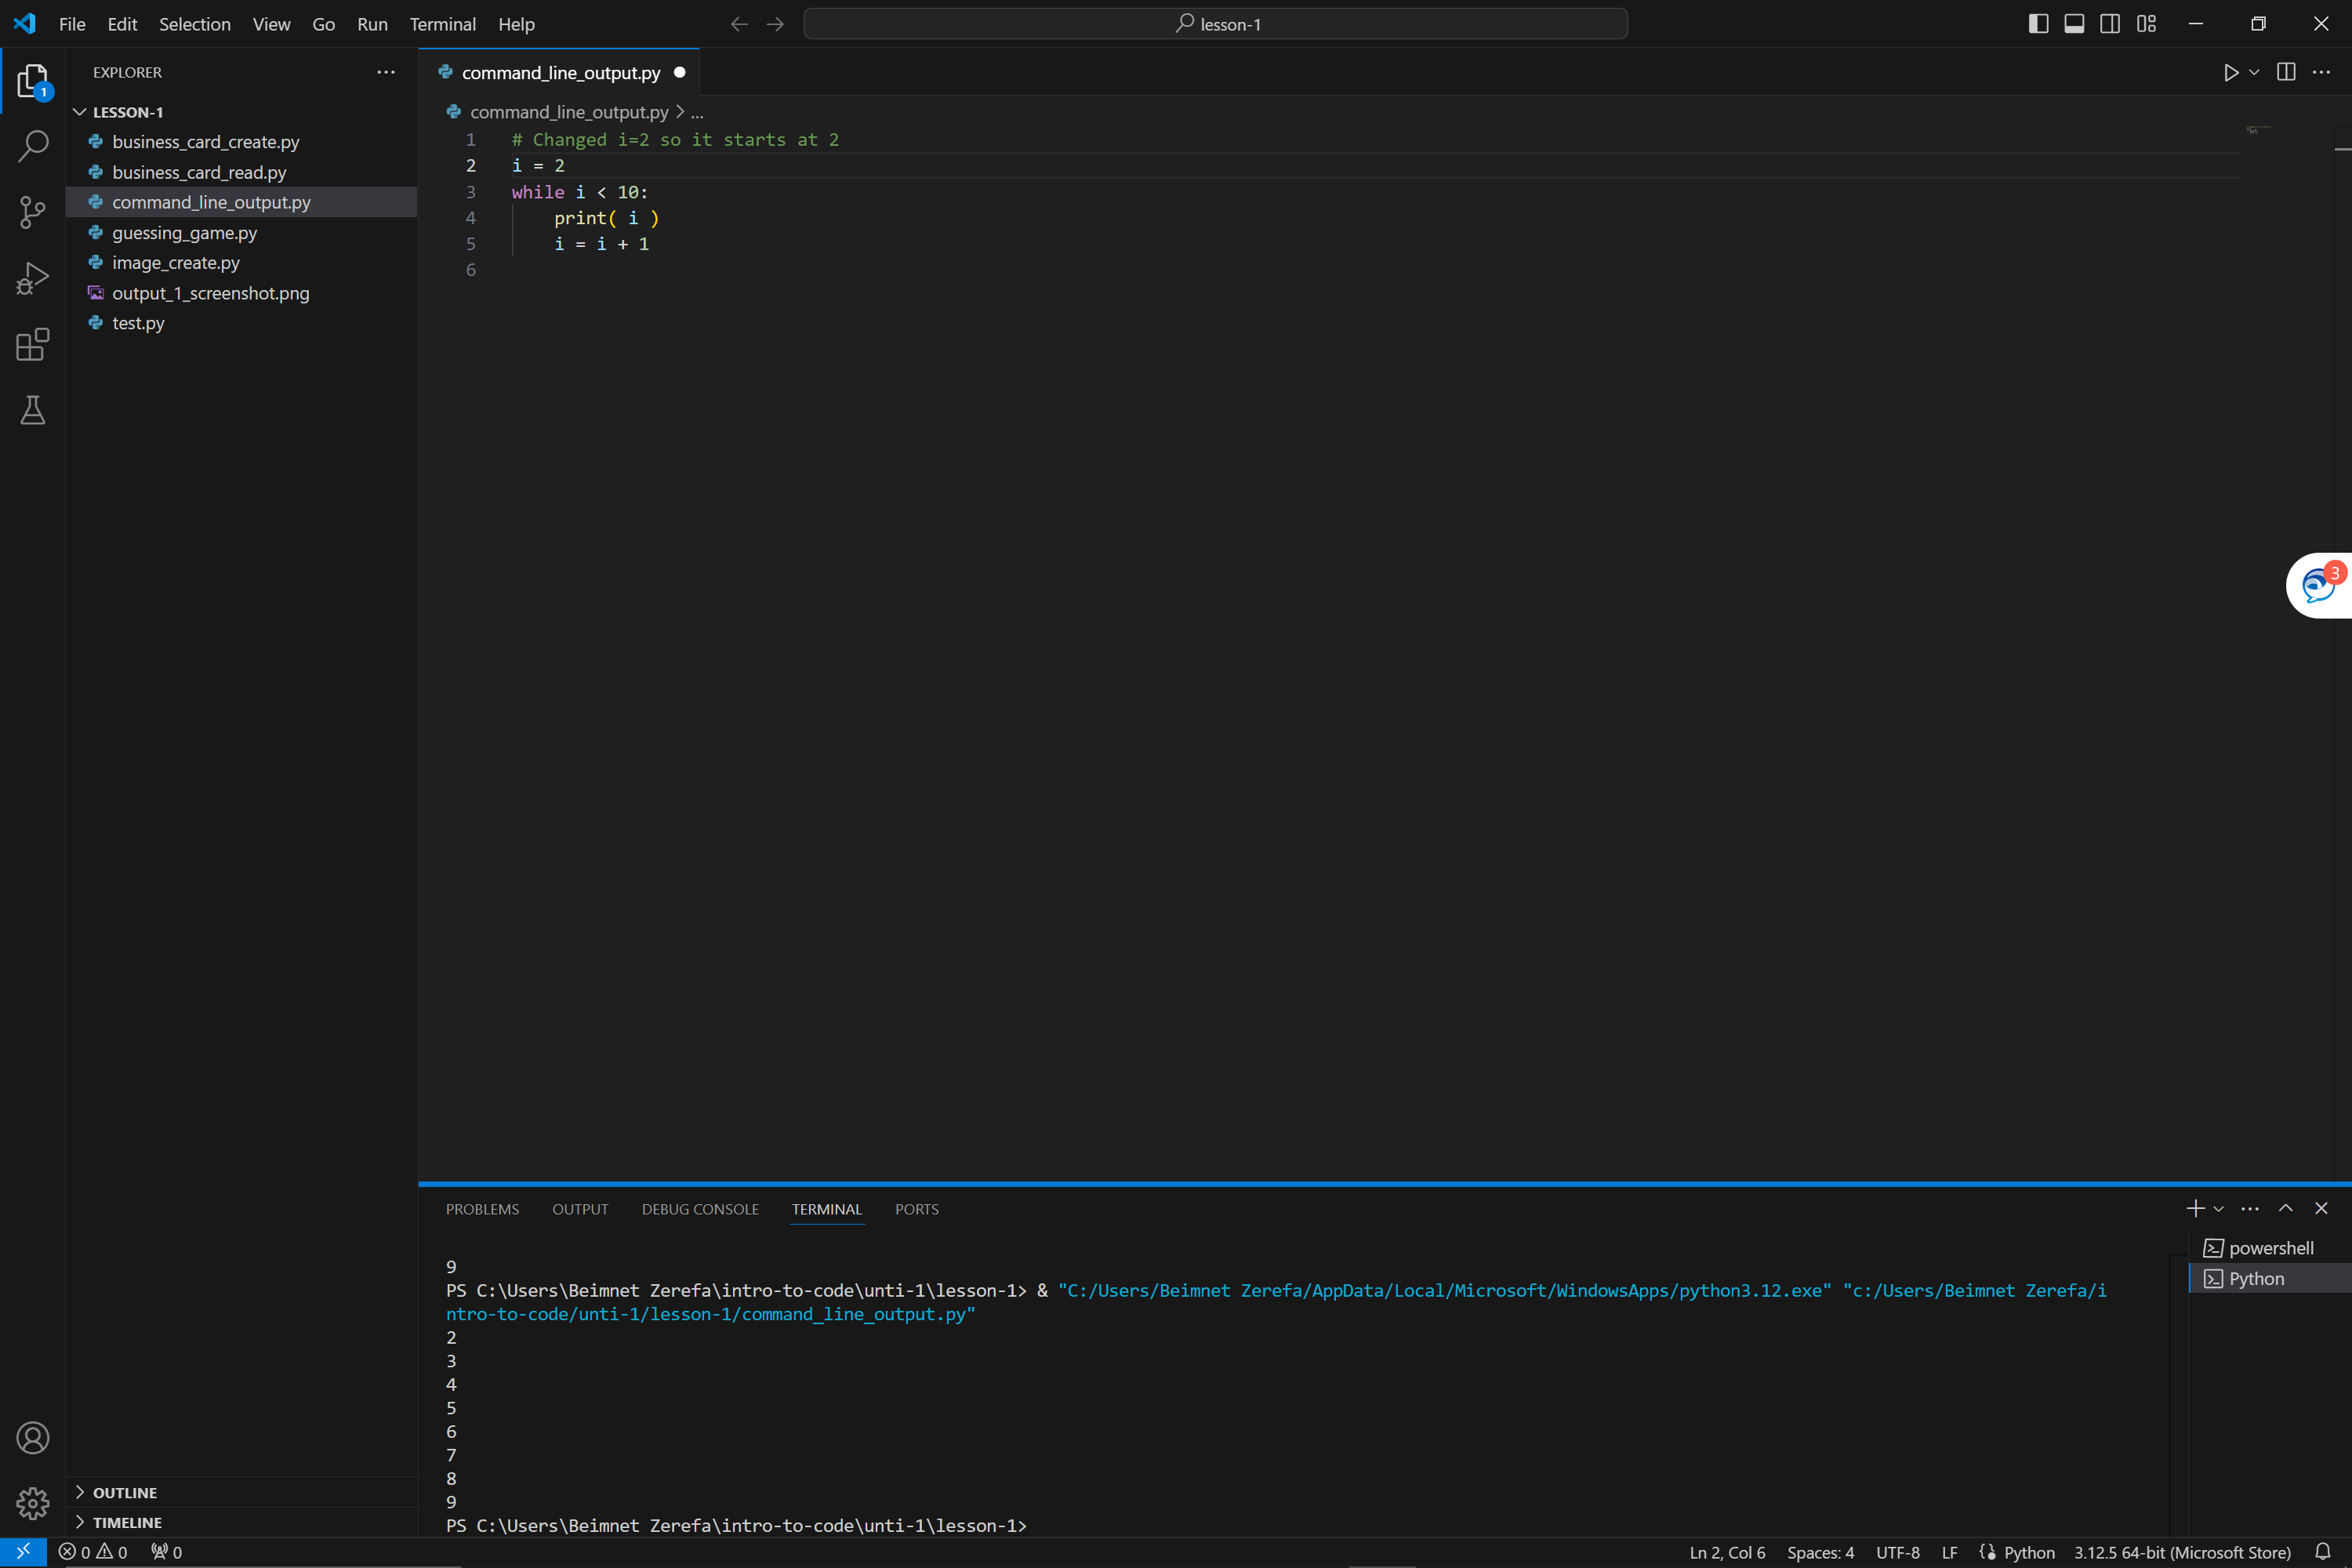 File Edit Selection View Go Run Terminal Help
lesson-1
1
EXPLORER
LESSON-1
business_card_create.py
business_card_read.py
command_line_output.py
guessing_game.py
image_create.py
output_1_screenshot.png
test.py
OUTLINE
TIMELINE
command_line_output.py
command_line_output.py > ...
1 # Changed i=2 so it starts at 2
2 i = 2
3 while i < 10:
4     print( i )
5     i = i + 1
6
3
PROBLEMS OUTPUT DEBUG CONSOLE TERMINAL PORTS
powershell
Python
9
PS C:\Users\Beimnet Zerefa\intro-to-code\unti-1\lesson-1> & "C:/Users/Beimnet Zerefa/AppData/Local/Microsoft/WindowsApps/python3.12.exe" "c:/Users/Beimnet Zerefa/i
ntro-to-code/unti-1/lesson-1/command_line_output.py"
2
3
4
5
6
7
8
9
PS C:\Users\Beimnet Zerefa\intro-to-code\unti-1\lesson-1>
0 0 0 Ln 2, Col 6 Spaces: 4 UTF-8 LF Python 3.12.5 64-bit (Microsoft Store)